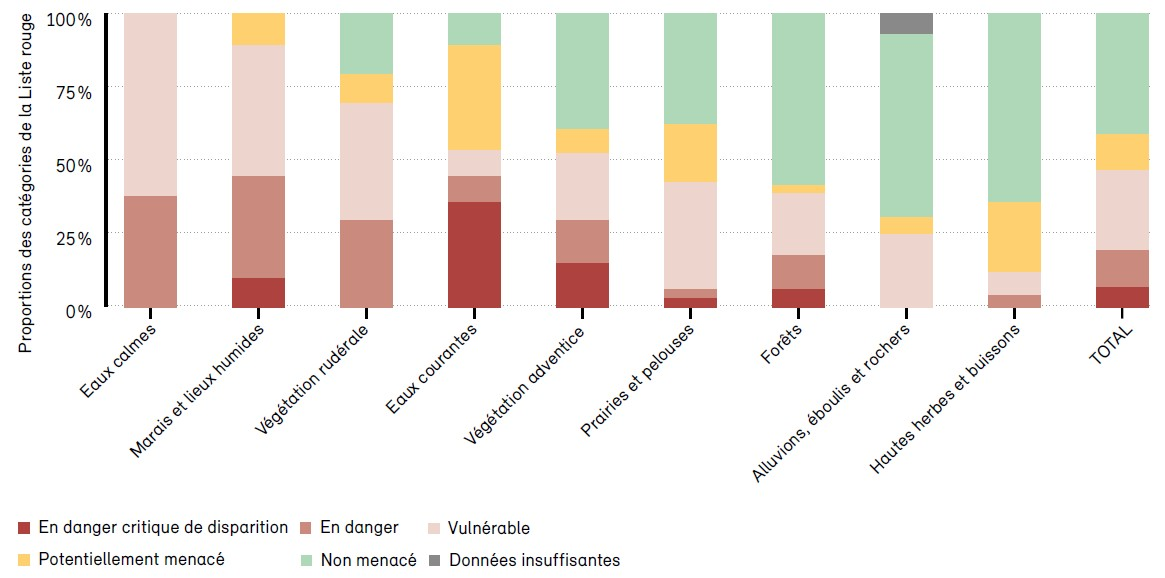 Proportions des catégories de la Liste rouge
100 %
75 %
50 %
25 %
0 %
Eaux calmes
Marais et lieux humides
Végétation rudérale
Eaux courantes
Végétation adventice
Prairies et pelouses
Forêts
Alluvions, éboulis et rochers
Hautes herbes et buissons
TOTAL
En danger critique de disparition En danger Vulnérable
Potentiellement menacé Non menacé Données insuffisantes